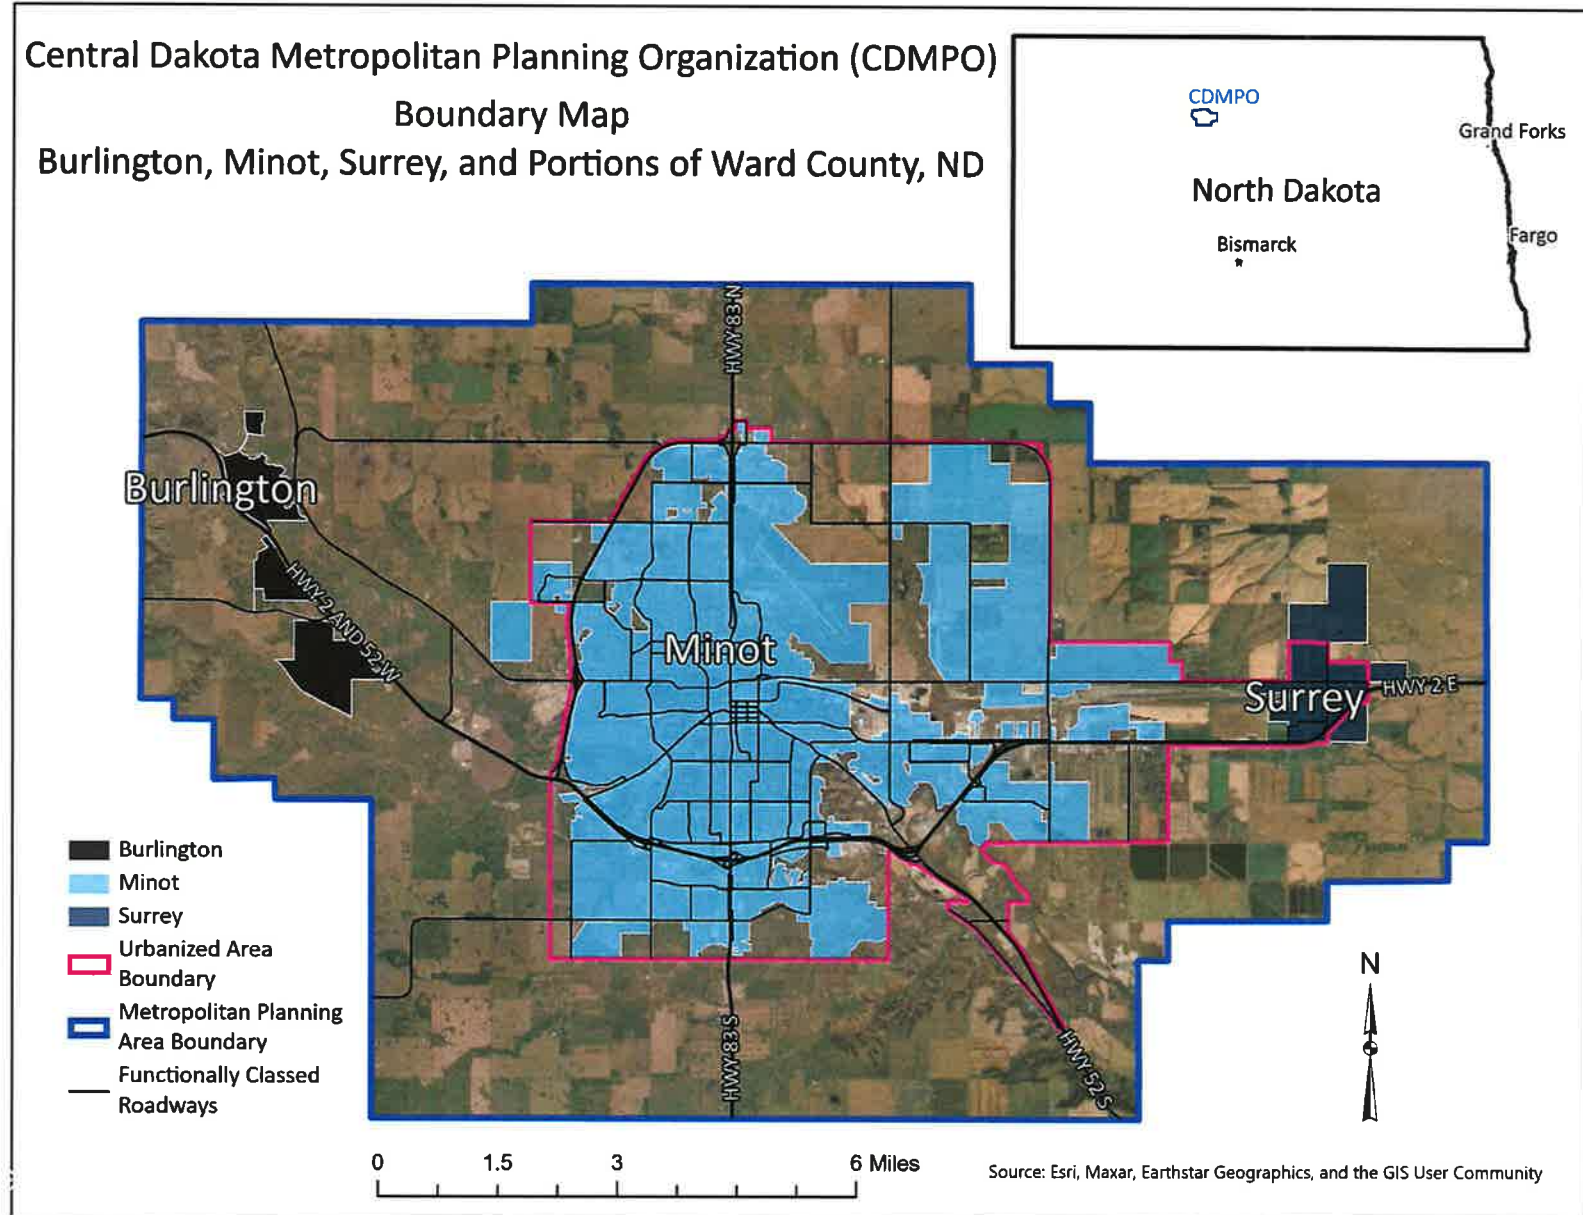 Central Dakota Metropolitan Planning Organization (CDMPO)
Boundary Map
Burlington, Minot, Surrey, and Portions of Ward County, ND
CDMPO
Grand Forks
North Dakota
Fargo
Bismarck
HWY 83 N
Burlington
HWY 2 AND 52 W
Minot
Surrey
HWY 2 E
HWY 83 S
HWY 52 S
Burlington
Minot
Surrey
Urbanized Area
Boundary
Metropolitan Planning
Area Boundary
Functionally Classed
Roadways
N
0 1.5 3 6 Miles
Source: Esri, Maxar, Earthstar Geographics, and the GIS User Community